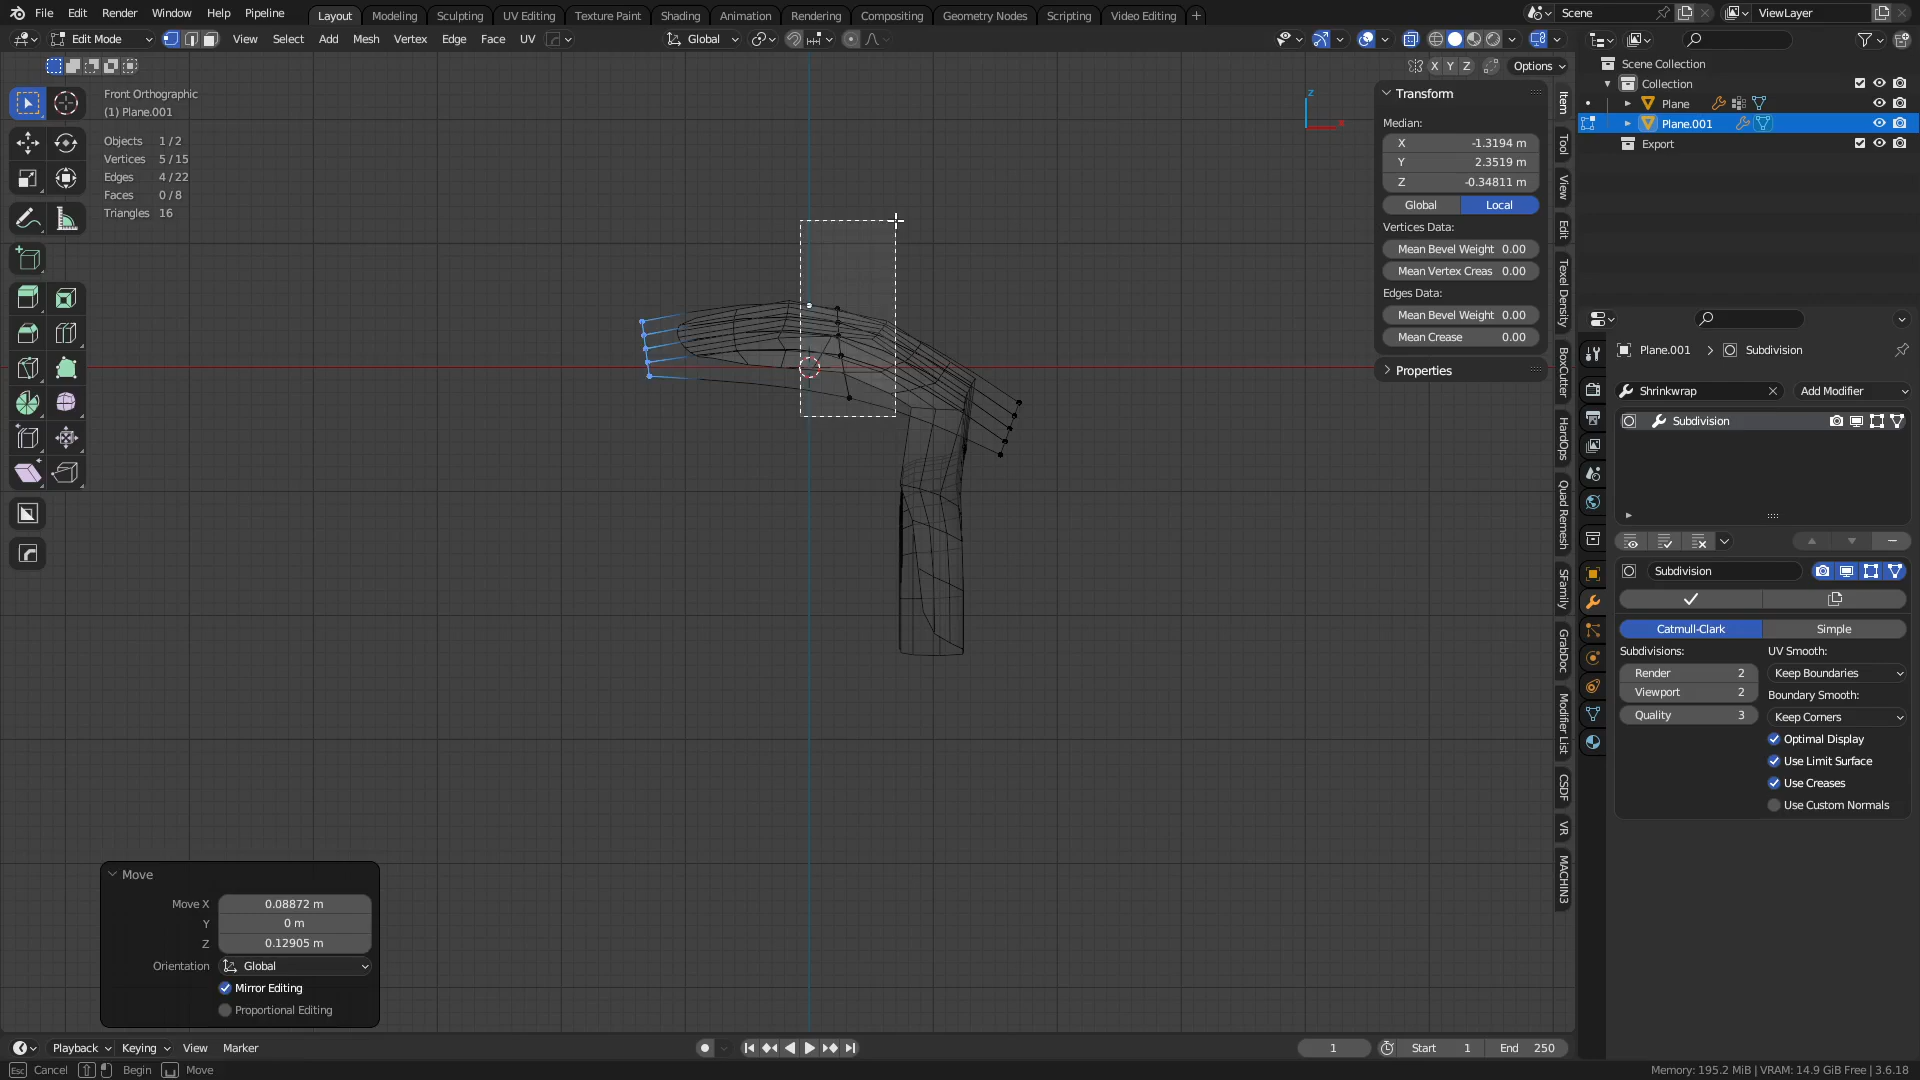 File Edit Render Window Help Pipeline Layout Modeling Sculpting UV Editing Texture Paint Shading Animation Rendering Compositing Geometry Nodes Scripting Video Editing + Scene ViewLayer
Edit Mode View Select Add Mesh Vertex Edge Face UV Global
X Y Z Options
Scene Collection
Collection
Plane
Plane.001
Export
Front Orthographic
(1) Plane.001
Objects 1 / 2
Vertices 5 / 15
Edges 4 / 22
Faces 0 / 8
Triangles 16
z
Transform
Median:
X -1.3194 m
Y 2.3519 m
Z -0.34811 m
Global Local
Vertices Data:
Mean Bevel Weight 0.00
Mean Vertex Creas 0.00
Edges Data:
Mean Bevel Weight 0.00
Mean Crease 0.00
Properties
Item
Tool
View
Edit
Texel Density
BoxCutter
HardOps
Quad Remesh
SFamily
GrabDoc
Modifier List
CSDF
VR
MACHIN3
Plane.001 Subdivision
Shrinkwrap Add Modifier
Subdivision
Subdivision
Catmull-Clark Simple
Subdivisions: UV Smooth:
Render 2 Keep Boundaries
Viewport 2 Boundary Smooth:
Quality 3 Keep Corners
Optimal Display
Use Limit Surface
Use Creases
Use Custom Normals
Move
Move X 0.08872 m
Y 0 m
Z 0.12905 m
Orientation Global
Mirror Editing
Proportional Editing
Playback Keying View Marker 1 Start 1 End 250
Esc Cancel Begin Move Memory: 195.2 MiB | VRAM: 14.9 GiB Free | 3.6.18